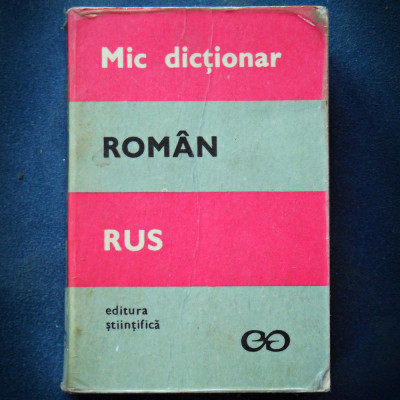 Mic dicționar
ROMÂN
RUS
editura
științifică